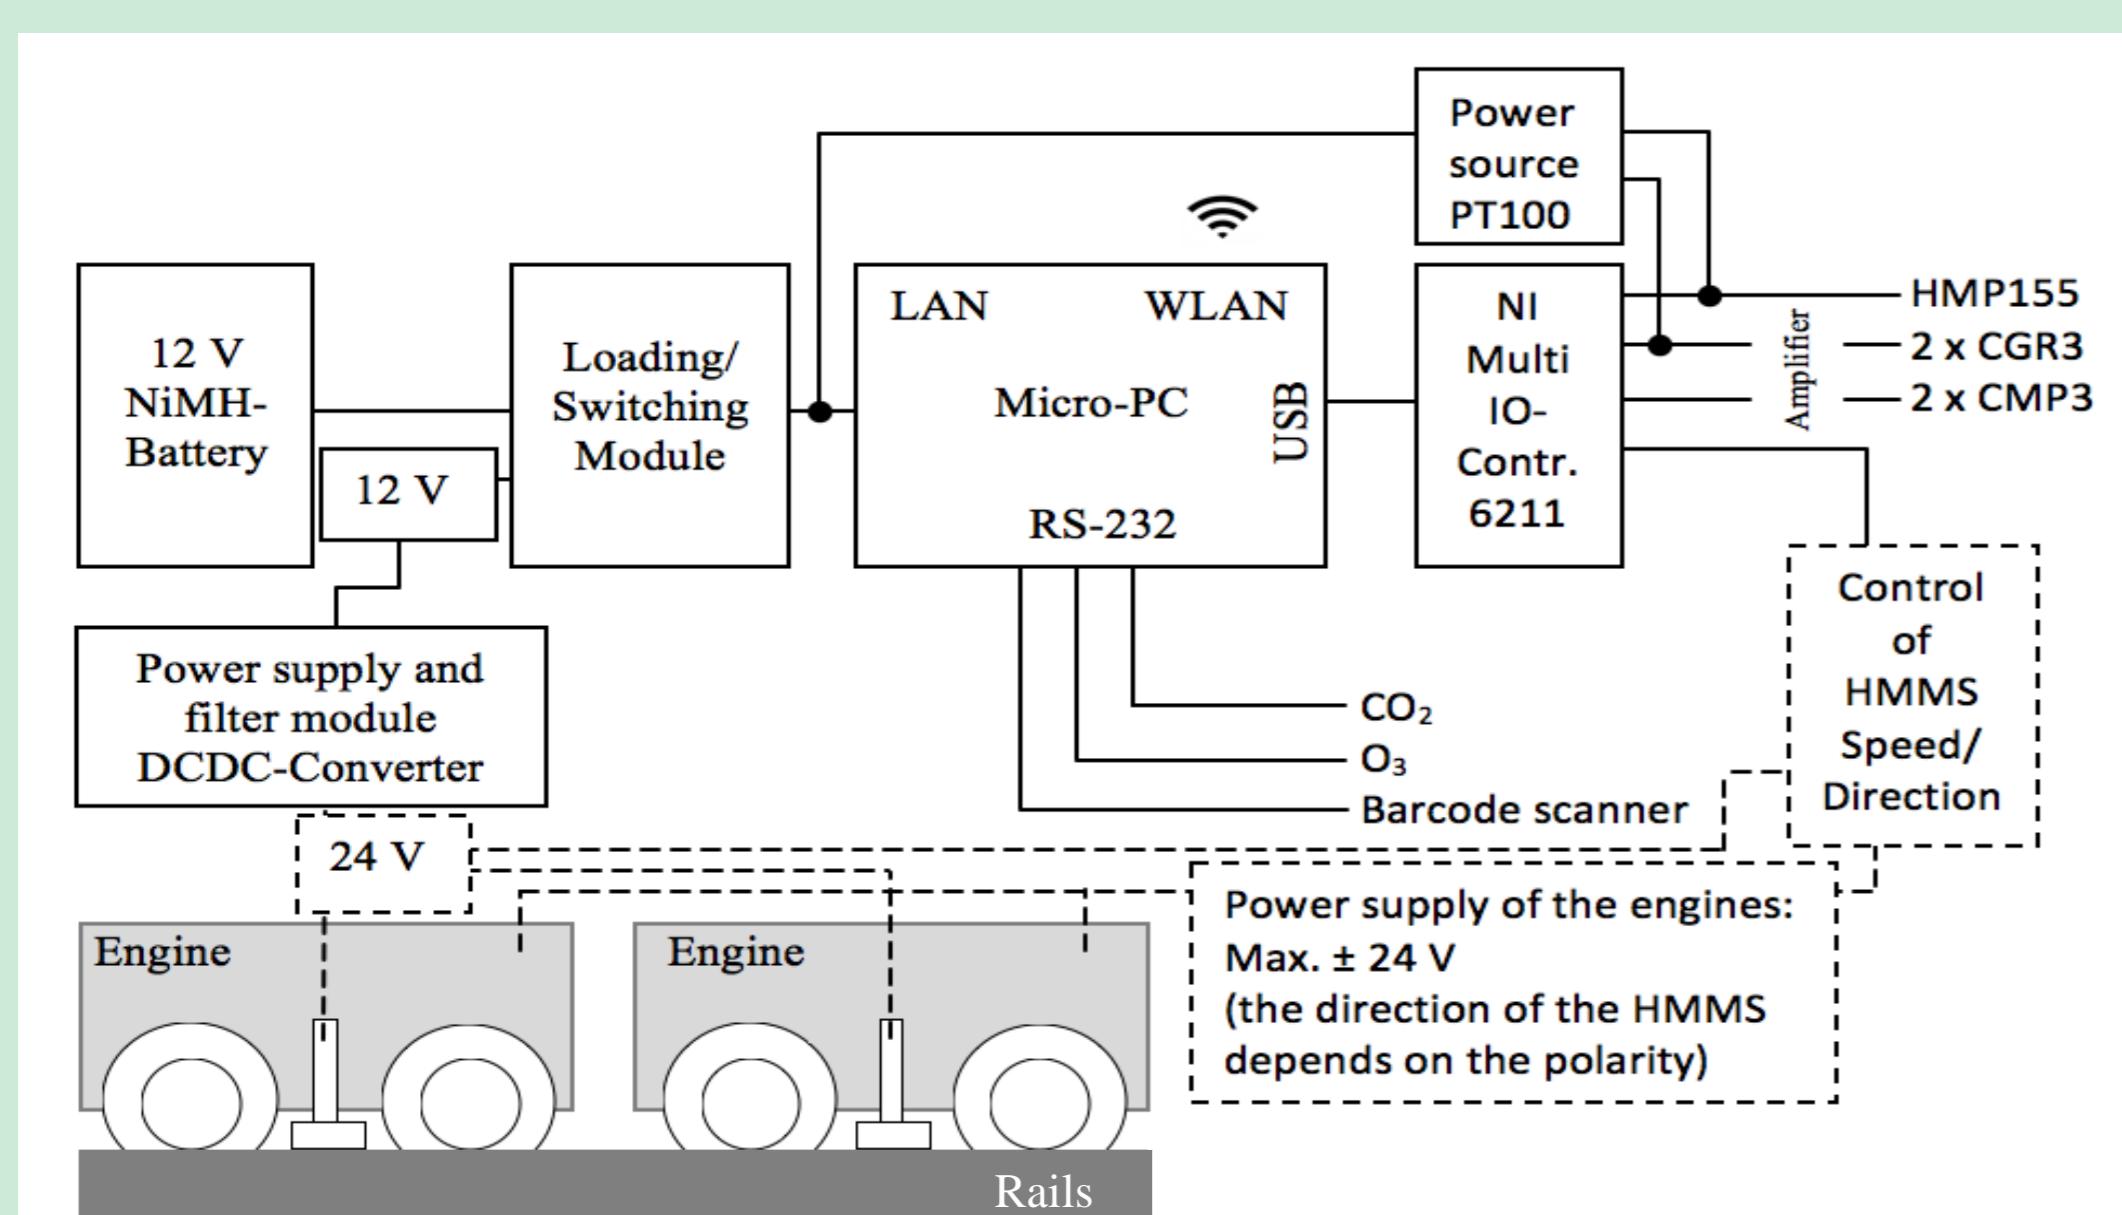 Power
source
PT100
12 V
NiMH-
Battery
12 V
Loading/
Switching
Module
LAN
WLAN
Micro-PC
USB
RS-232
NI
Multi
IO-
Contr.
6211
Amplifier
HMP155
2 x CGR3
2 x CMP3
Control
of
HMMS
Speed/
Direction
Power supply and
filter module
DCDC-Converter
CO₂
O₃
Barcode scanner
24 V
Engine
Engine
Power supply of the engines:
Max. ± 24 V
(the direction of the HMMS
depends on the polarity)
Rails